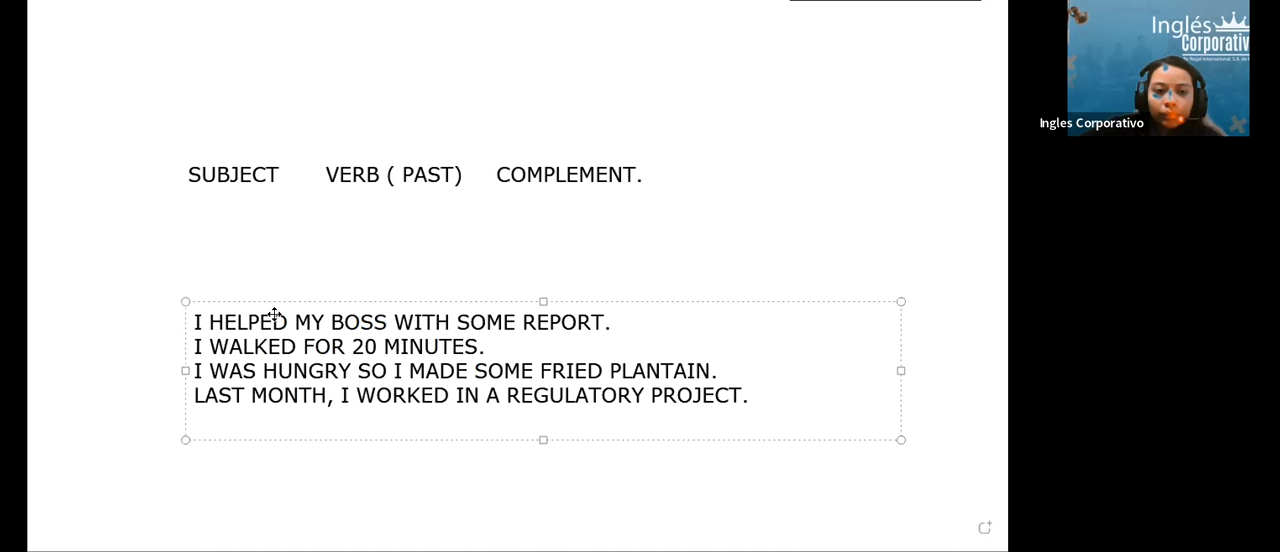 SUBJECT VERB ( PAST) COMPLEMENT.
I HELPED MY BOSS WITH SOME REPORT.
I WALKED FOR 20 MINUTES.
I WAS HUNGRY SO I MADE SOME FRIED PLANTAIN.
LAST MONTH, I WORKED IN A REGULATORY PROJECT.
Inglés
Corporativ
Ingles Corporativo